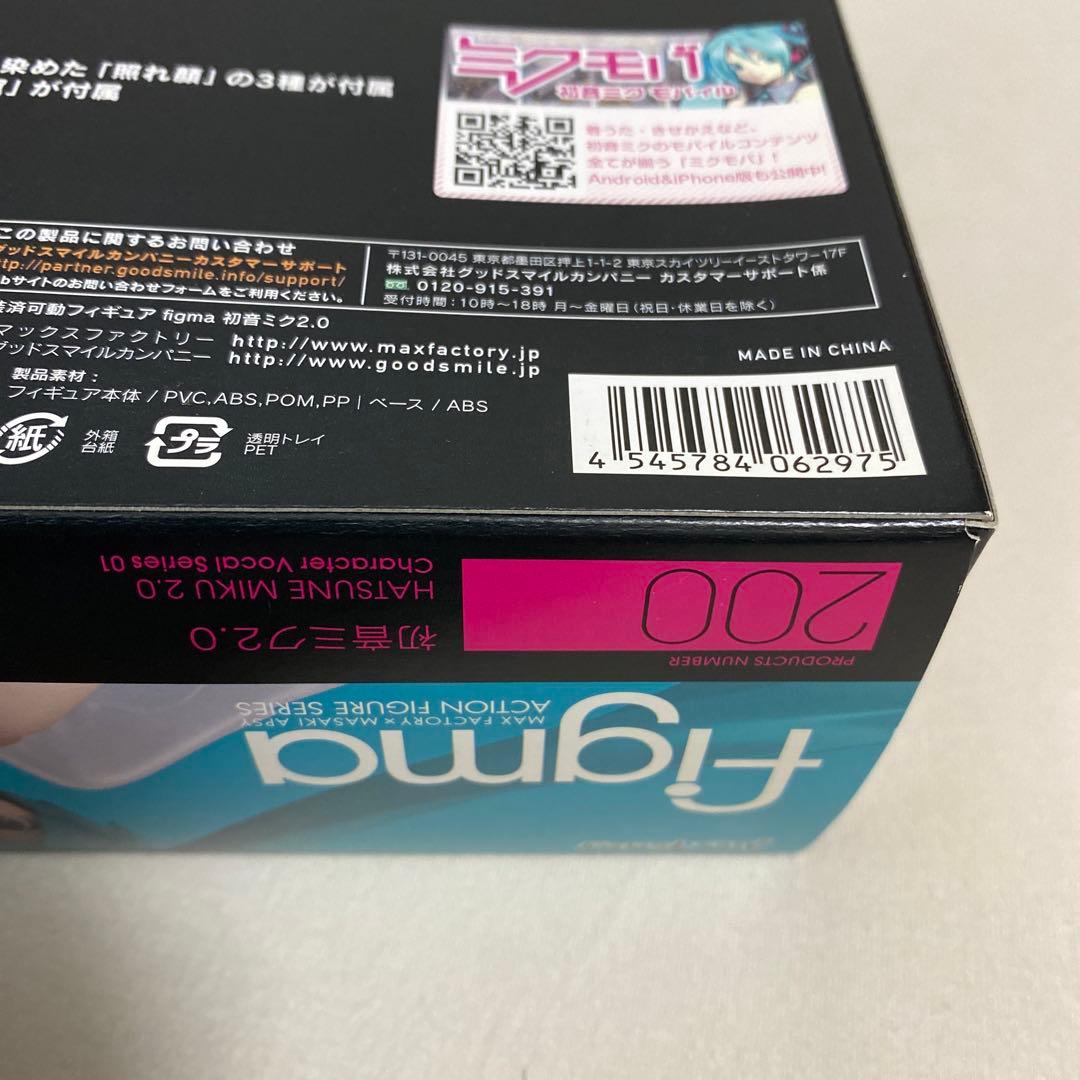 染めた「照れ顔」の3種が付属
」が付属
ミクモバ
初音ミク モバイル
着うた・きせかえなど、
初音ミクのモバイルコンテンツ
全てが揃う「ミクモバ」!
Android&iPhone版も公開中!
この製品に関するお問い合わせ
グッドスマイルカンパニーカスタマーサポート
http://partner.goodsmile.info/support/
bサイトのお問い合わせフォームをご利用ください。
〒131-0045 東京都墨田区押上1-1-2 東京スカイツリーイーストタワー17F
株式会社グッドスマイルカンパニー カスタマーサポート係
0120-915-391
受付時間:10時~18時 月~金曜日(祝日・休業日を除く)
装済可動フィギュア figma 初音ミク2.0
マックスファクトリー http://www.maxfactory.jp
グッドスマイルカンパニー http://www.goodsmile.jp
製品素材:
フィギュア本体 / PVC,ABS,POM,PP | ベース / ABS
紙 外箱
台紙
プラ 透明トレイ
PET
MADE IN CHINA
4 545784 062975
PRODUCTS NUMBER
200
初音ミク2.0
HATSUNE MIKU 2.0
Character Vocal Series 01
figma
MAX FACTORY × MASAKI APSY
ACTION FIGURE SERIES